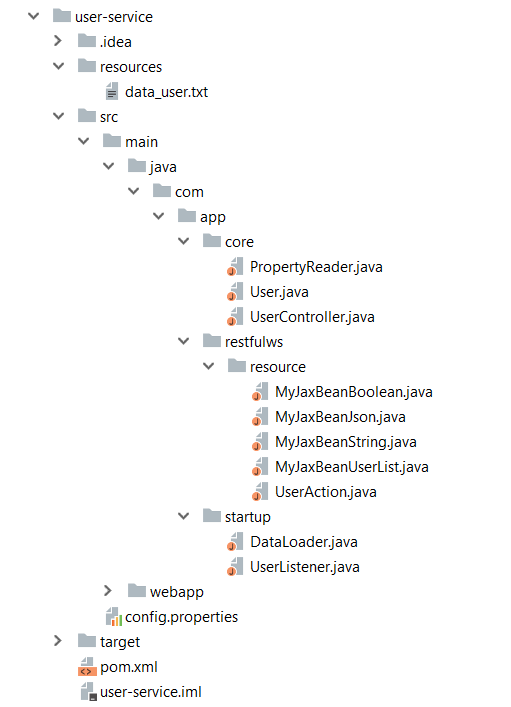 user-service
.idea
resources
data_user.txt
src
main
java
com
app
core
PropertyReader.java
User.java
UserController.java
restfulws
resource
MyJaxBeanBoolean.java
MyJaxBeanJson.java
MyJaxBeanString.java
MyJaxBeanUserList.java
UserAction.java
startup
DataLoader.java
UserListener.java
webapp
config.properties
target
pom.xml
user-service.iml